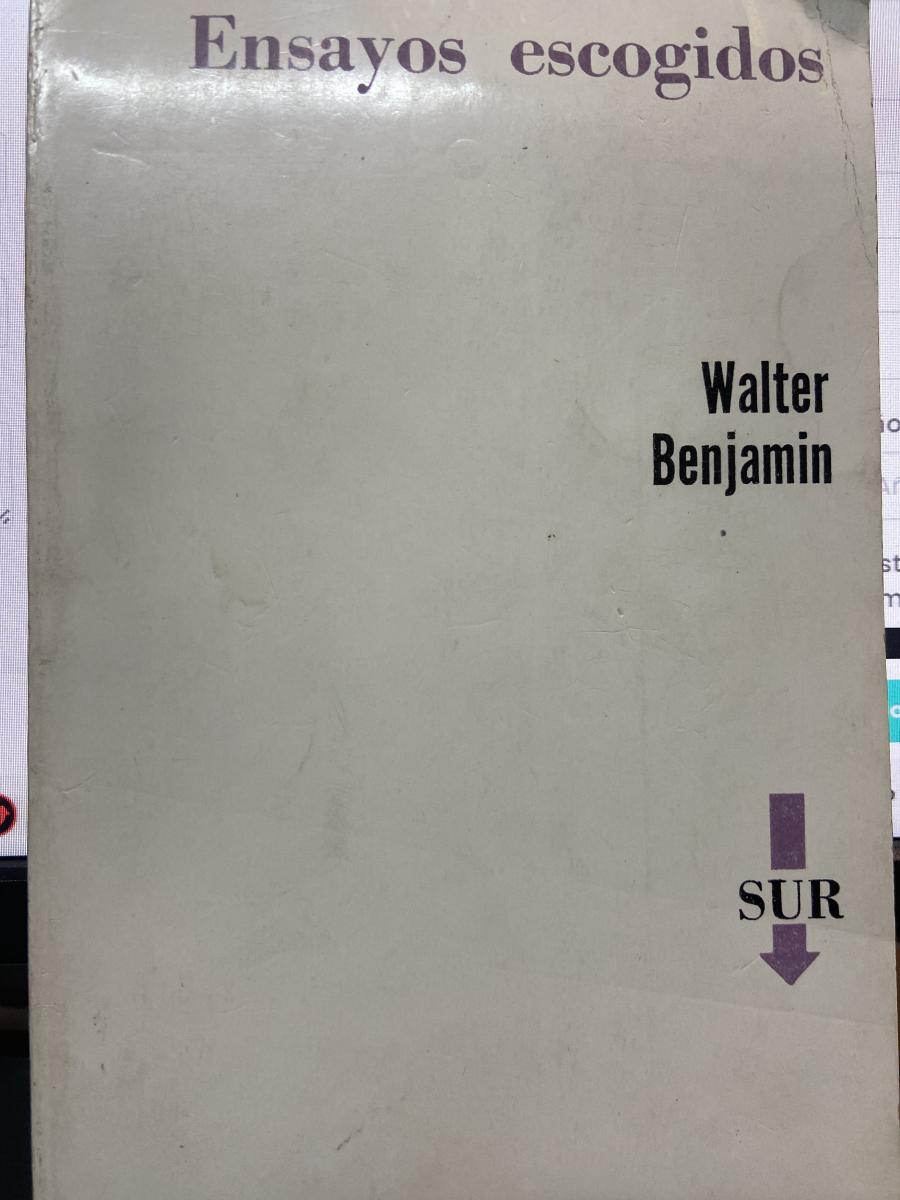 Ensayos escogidos
Walter
Benjamin
SUR